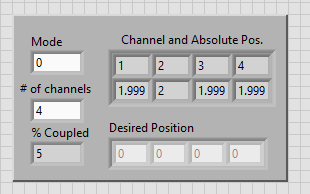 Mode
0
# of channels
4
% Coupled
5
Channel and Absolute Pos.
1 2 3 4
1.999 2 1.999 1.999
Desired Position
0 0 0 0